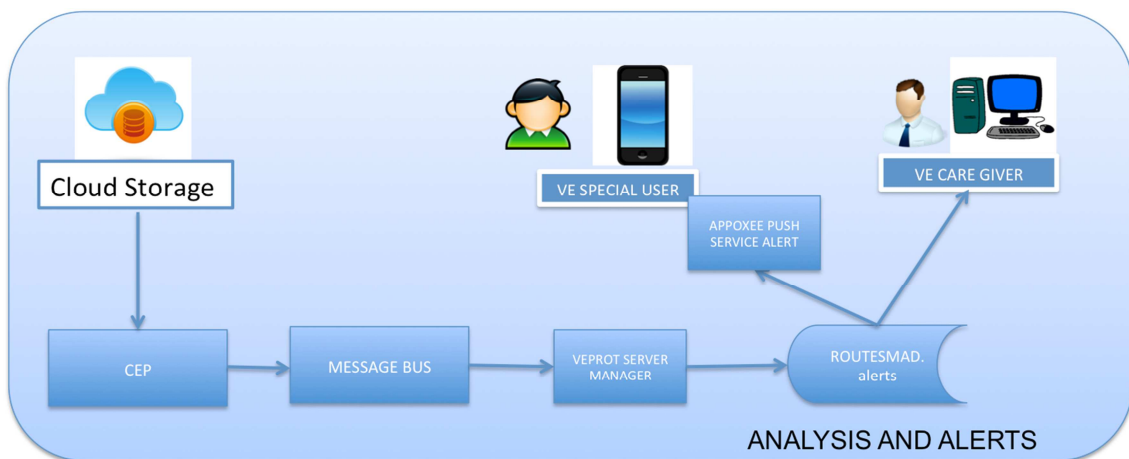 Cloud Storage
VE SPECIAL USER
VE CARE GIVER
APPOXEE PUSH
SERVICE ALERT
CEP
MESSAGE BUS
VEPROT SERVER
MANAGER
ROUTESMAD.
alerts
ANALYSIS AND ALERTS